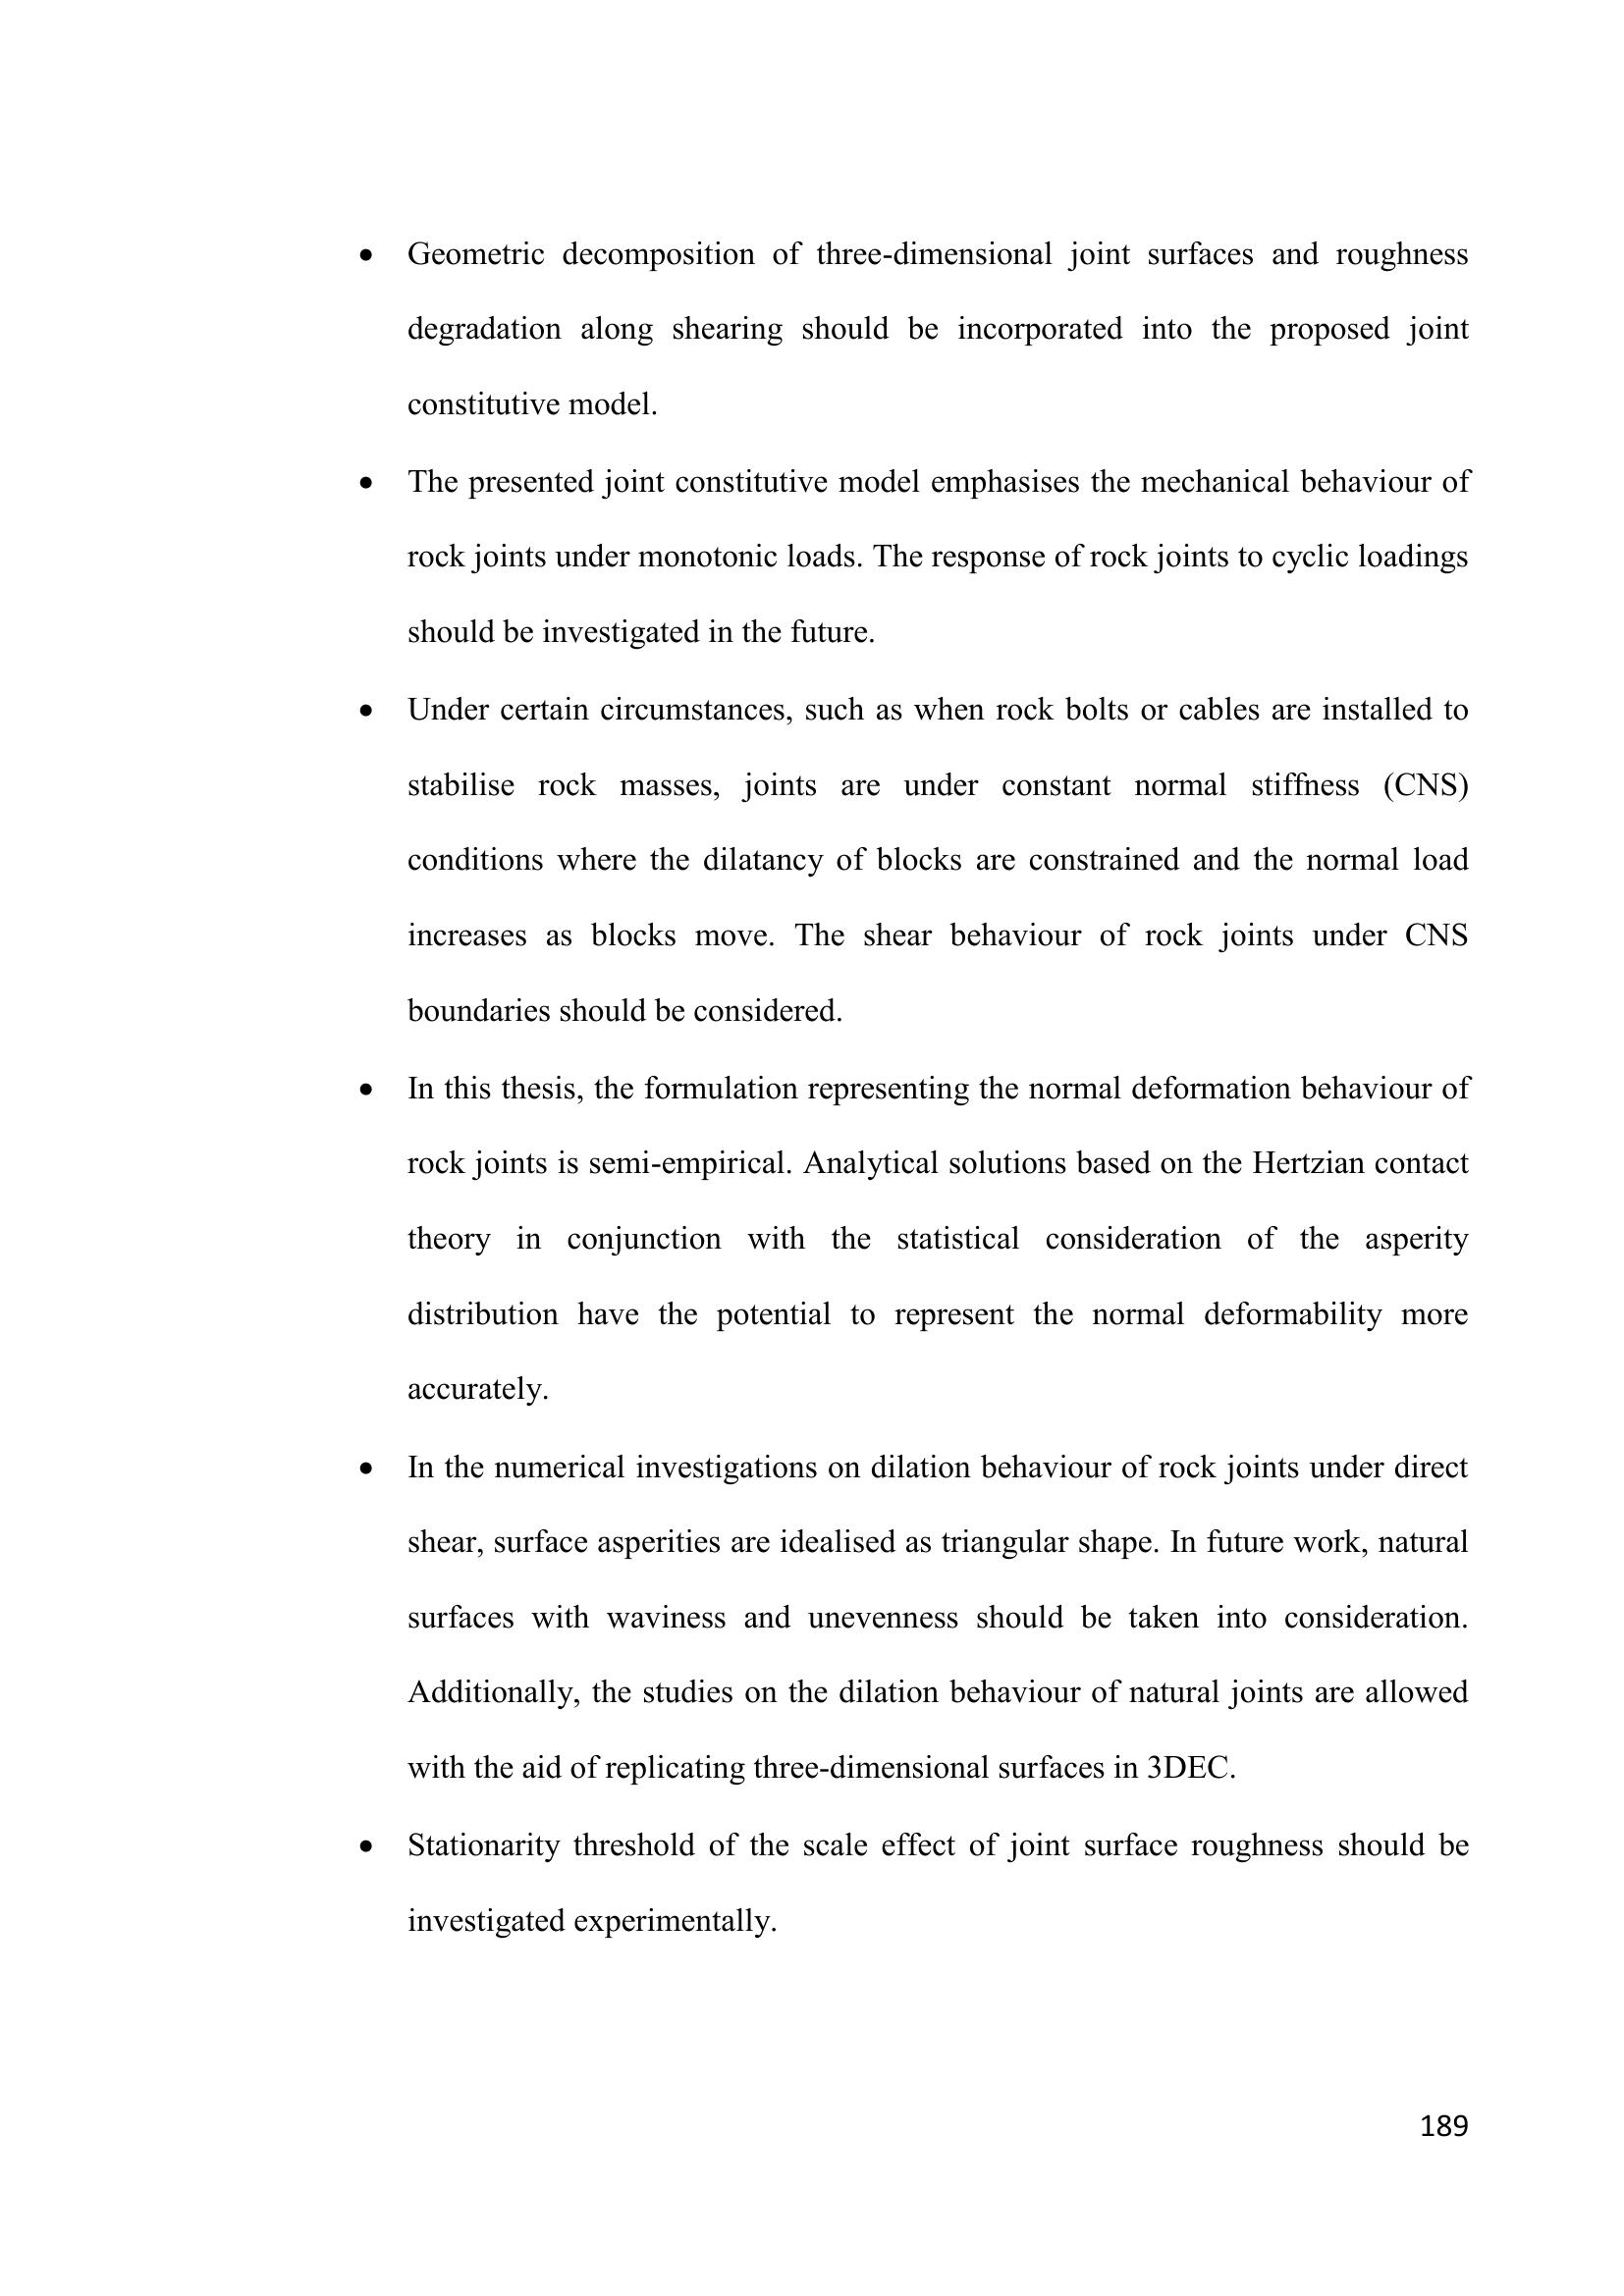 • Geometric decomposition of three-dimensional joint surfaces and roughness
degradation along shearing should be incorporated into the proposed joint
constitutive model.
• The presented joint constitutive model emphasises the mechanical behaviour of
rock joints under monotonic loads. The response of rock joints to cyclic loadings
should be investigated in the future.
• Under certain circumstances, such as when rock bolts or cables are installed to
stabilise rock masses, joints are under constant normal stiffness (CNS)
conditions where the dilatancy of blocks are constrained and the normal load
increases as blocks move. The shear behaviour of rock joints under CNS
boundaries should be considered.
• In this thesis, the formulation representing the normal deformation behaviour of
rock joints is semi-empirical. Analytical solutions based on the Hertzian contact
theory in conjunction with the statistical consideration of the asperity
distribution have the potential to represent the normal deformability more
accurately.
• In the numerical investigations on dilation behaviour of rock joints under direct
shear, surface asperities are idealised as triangular shape. In future work, natural
surfaces with waviness and unevenness should be taken into consideration.
Additionally, the studies on the dilation behaviour of natural joints are allowed
with the aid of replicating three-dimensional surfaces in 3DEC.
• Stationarity threshold of the scale effect of joint surface roughness should be
investigated experimentally.
189